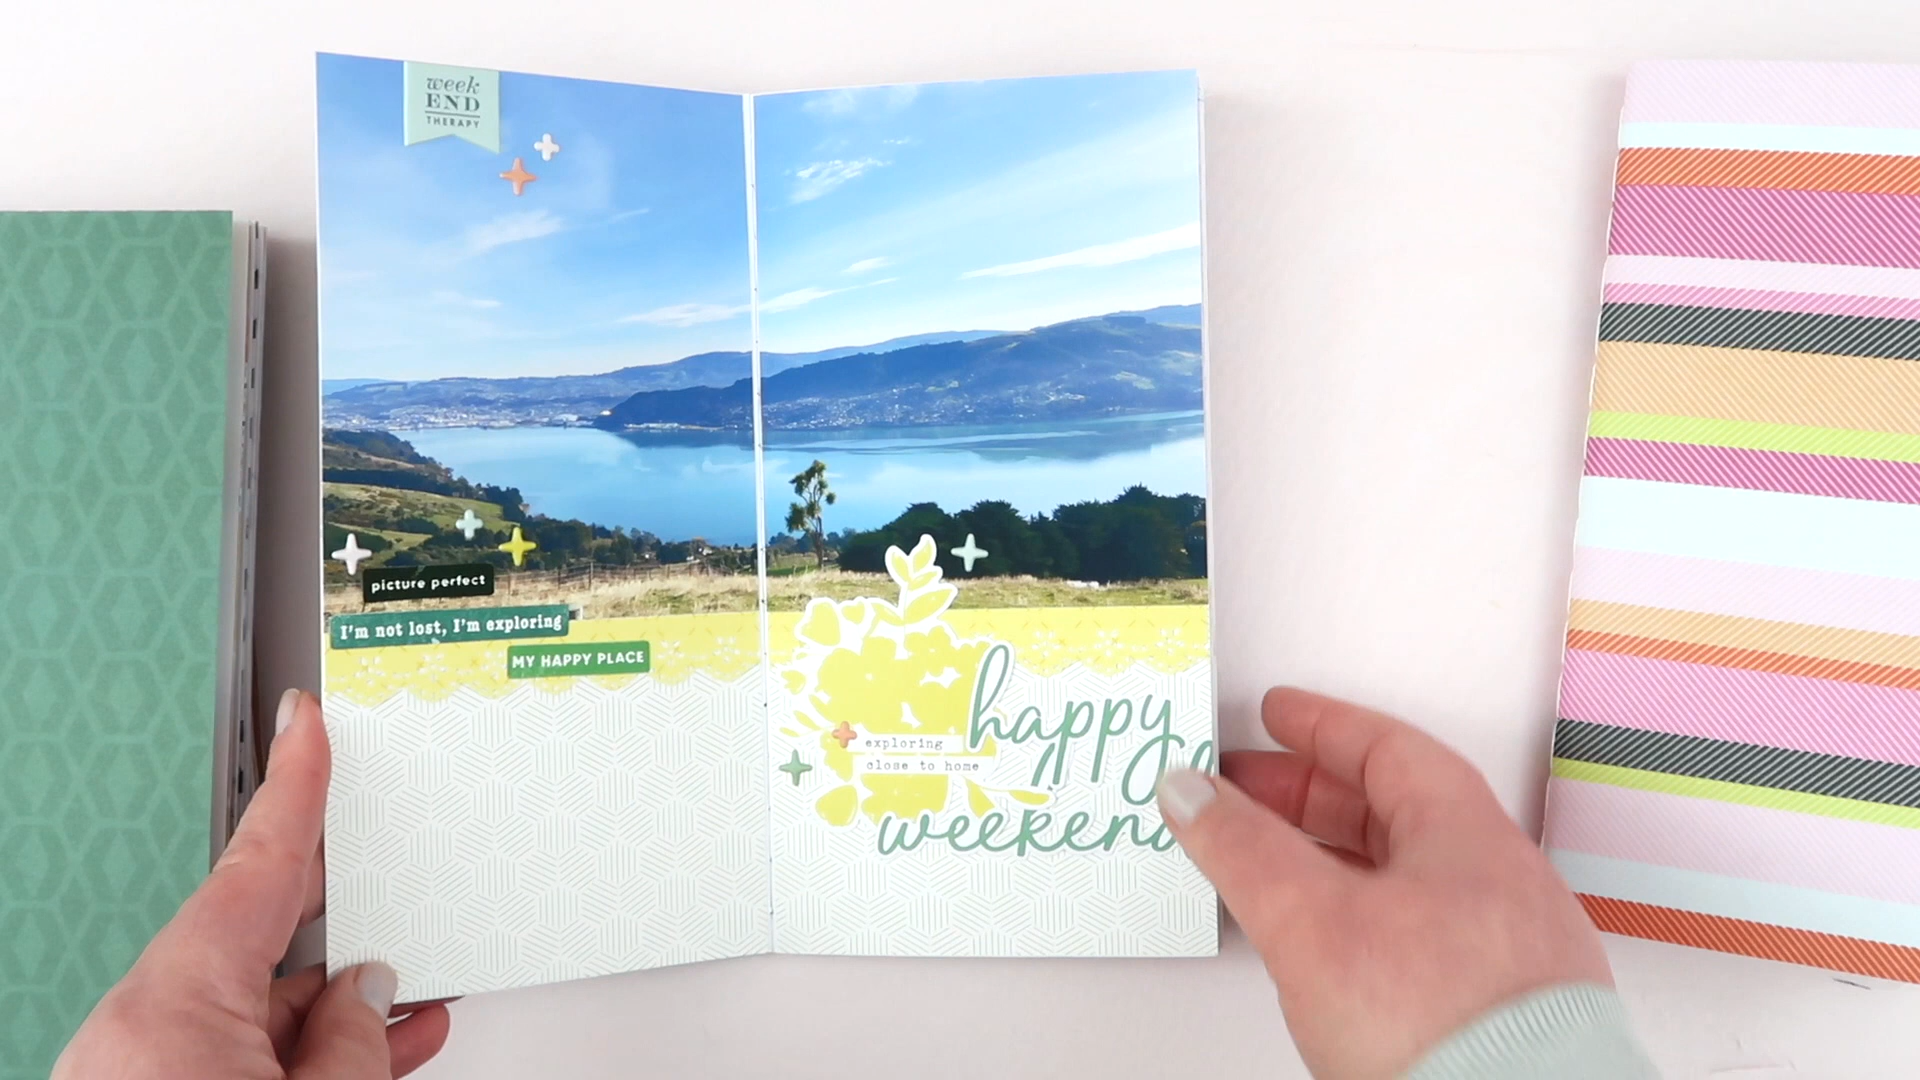 week
END
THERAPY
picture perfect
I'm not lost, I'm exploring
MY HAPPY PLACE
happy
exploring
close to home
weekend